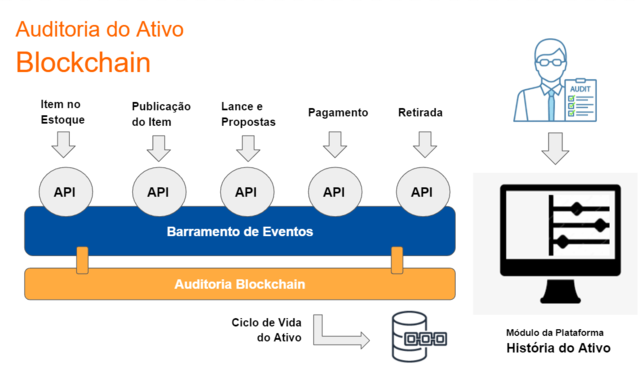 Auditoria do Ativo
Blockchain
AUDIT
Item no
Estoque
Publicação
do Item
Lance e
Propostas
Pagamento
Retirada
API
API
API
API
API
Barramento de Eventos
Auditoria Blockchain
Ciclo de Vida
do Ativo
Módulo da Plataforma
História do Ativo